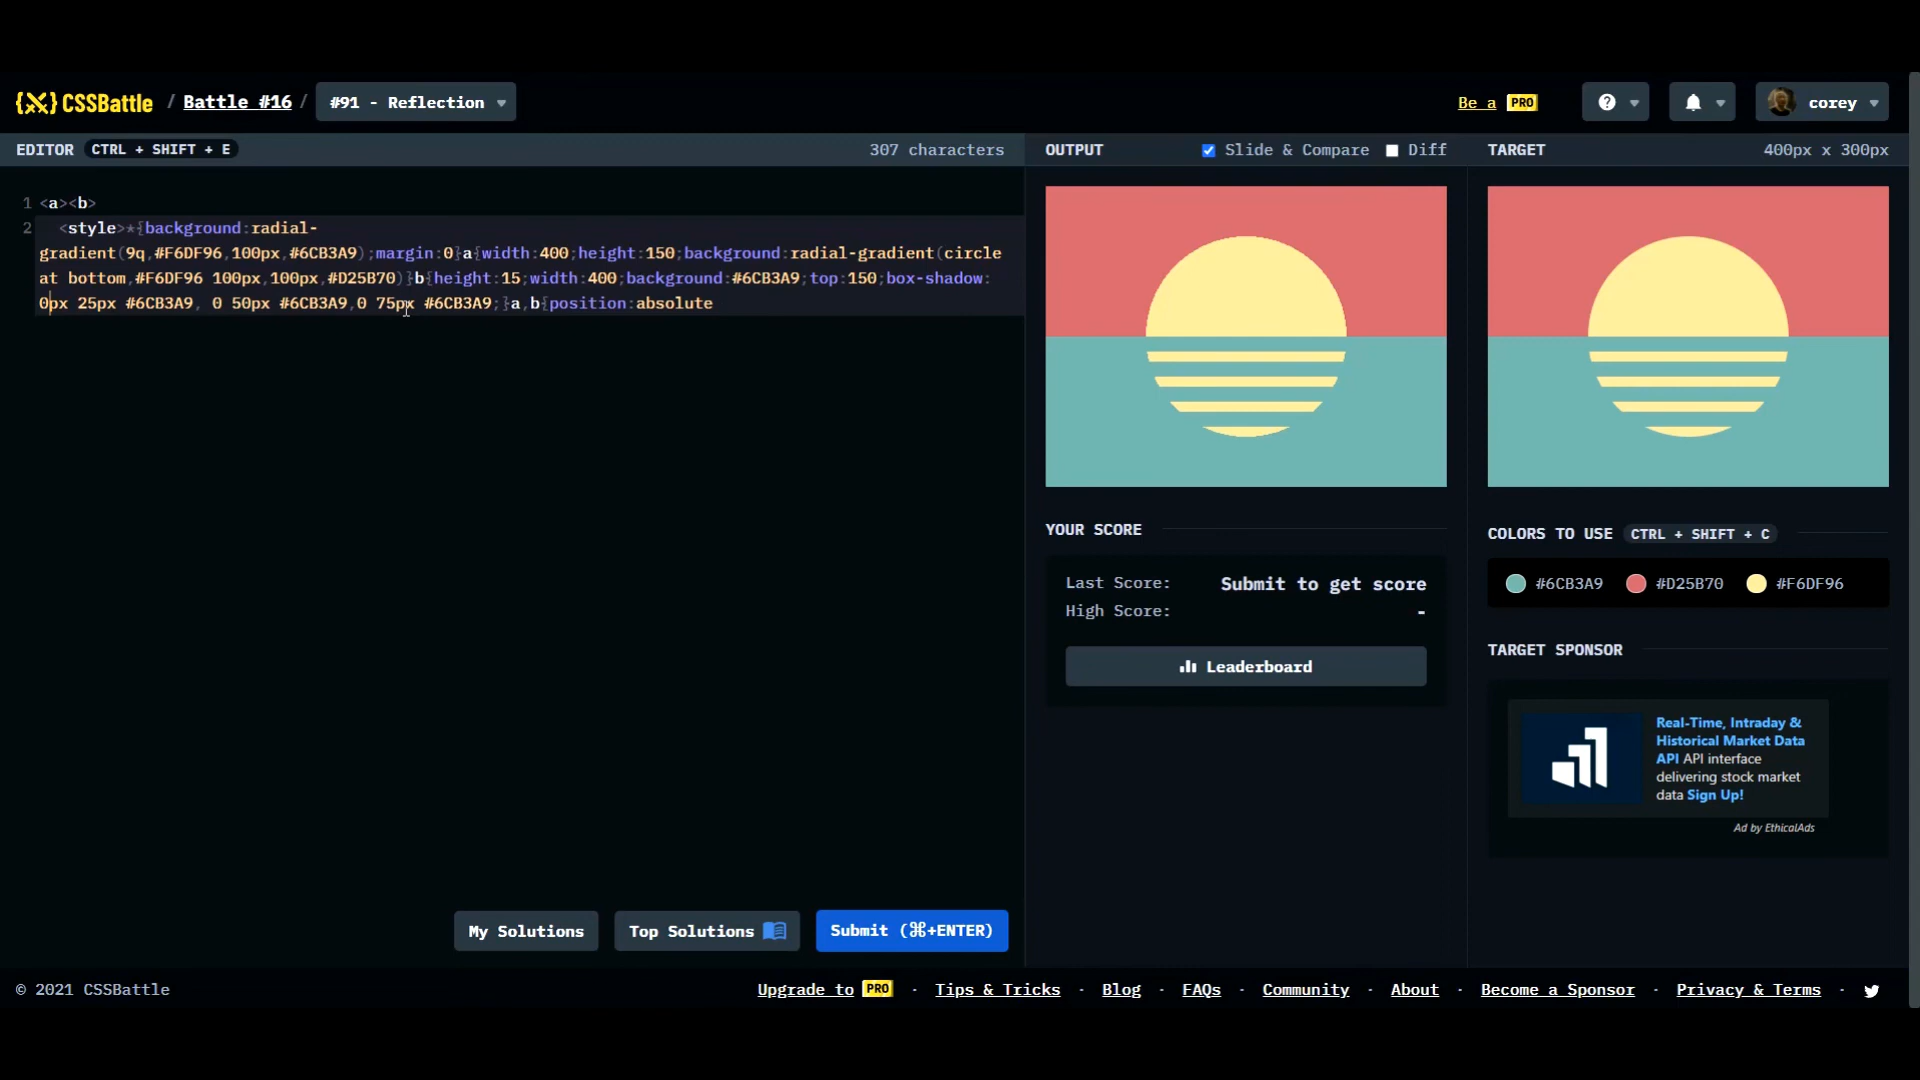 {X} CSSBattle / Battle #16 / #91 - Reflection
Be a PRO
corey
EDITOR CTRL + SHIFT + E 307 characters
OUTPUT Slide & Compare Diff
TARGET 400px x 300px
1 <a><b>
2 <style>*{background:radial-
gradient(9q,#F6DF96,100px,#6CB3A9);margin:0}a{width:400;height:150;background:radial-gradient(circle
at bottom,#F6DF96 100px,100px,#D25B70)}b{height:15;width:400;background:#6CB3A9;top:150;box-shadow:
0px 25px #6CB3A9, 0 50px #6CB3A9,0 75px #6CB3A9;}a,b{position:absolute
YOUR SCORE
Last Score: Submit to get score
High Score: -
Leaderboard
COLORS TO USE CTRL + SHIFT + C
#6CB3A9 #D25B70 #F6DF96
TARGET SPONSOR
Real-Time, Intraday &
Historical Market Data
API API interface
delivering stock market
data Sign Up!
Ad by EthicalAds
My Solutions
Top Solutions
Submit (⌘+ENTER)
© 2021 CSSBattle
Upgrade to PRO · Tips & Tricks · Blog · FAQs · Community · About · Become a Sponsor · Privacy & Terms ·